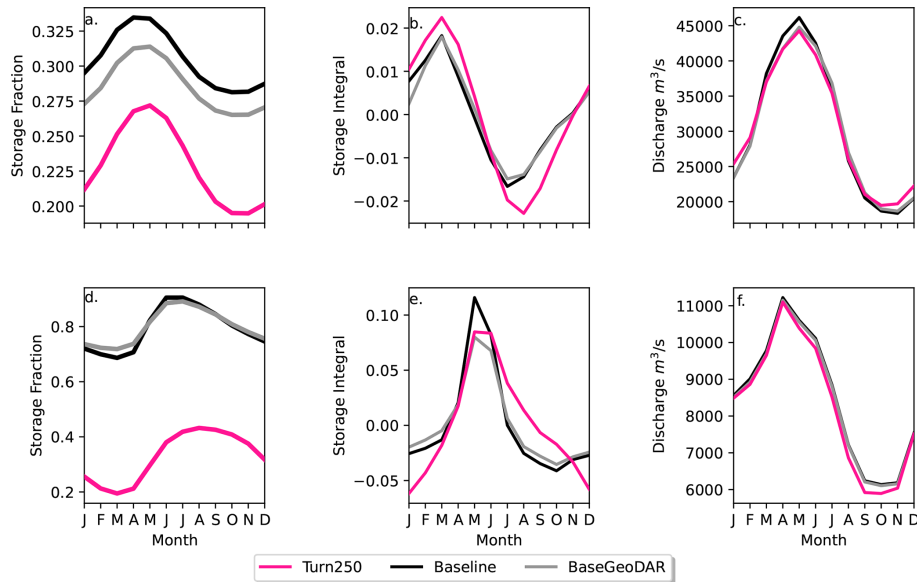 a.
Storage Fraction
0.325
0.300
0.275
0.250
0.225
0.200
b.
Storage Integral
0.02
0.01
0.00
−0.01
−0.02
c.
Discharge m³/s
45000
40000
35000
30000
25000
20000
d.
Storage Fraction
0.8
0.6
0.4
0.2
J F M A M J J A S O N D
Month
e.
Storage Integral
0.10
0.05
0.00
−0.05
J F M A M J J A S O N D
Month
f.
Discharge m³/s
11000
10000
9000
8000
7000
6000
J F M A M J J A S O N D
Month
Turn250 Baseline BaseGeoDAR